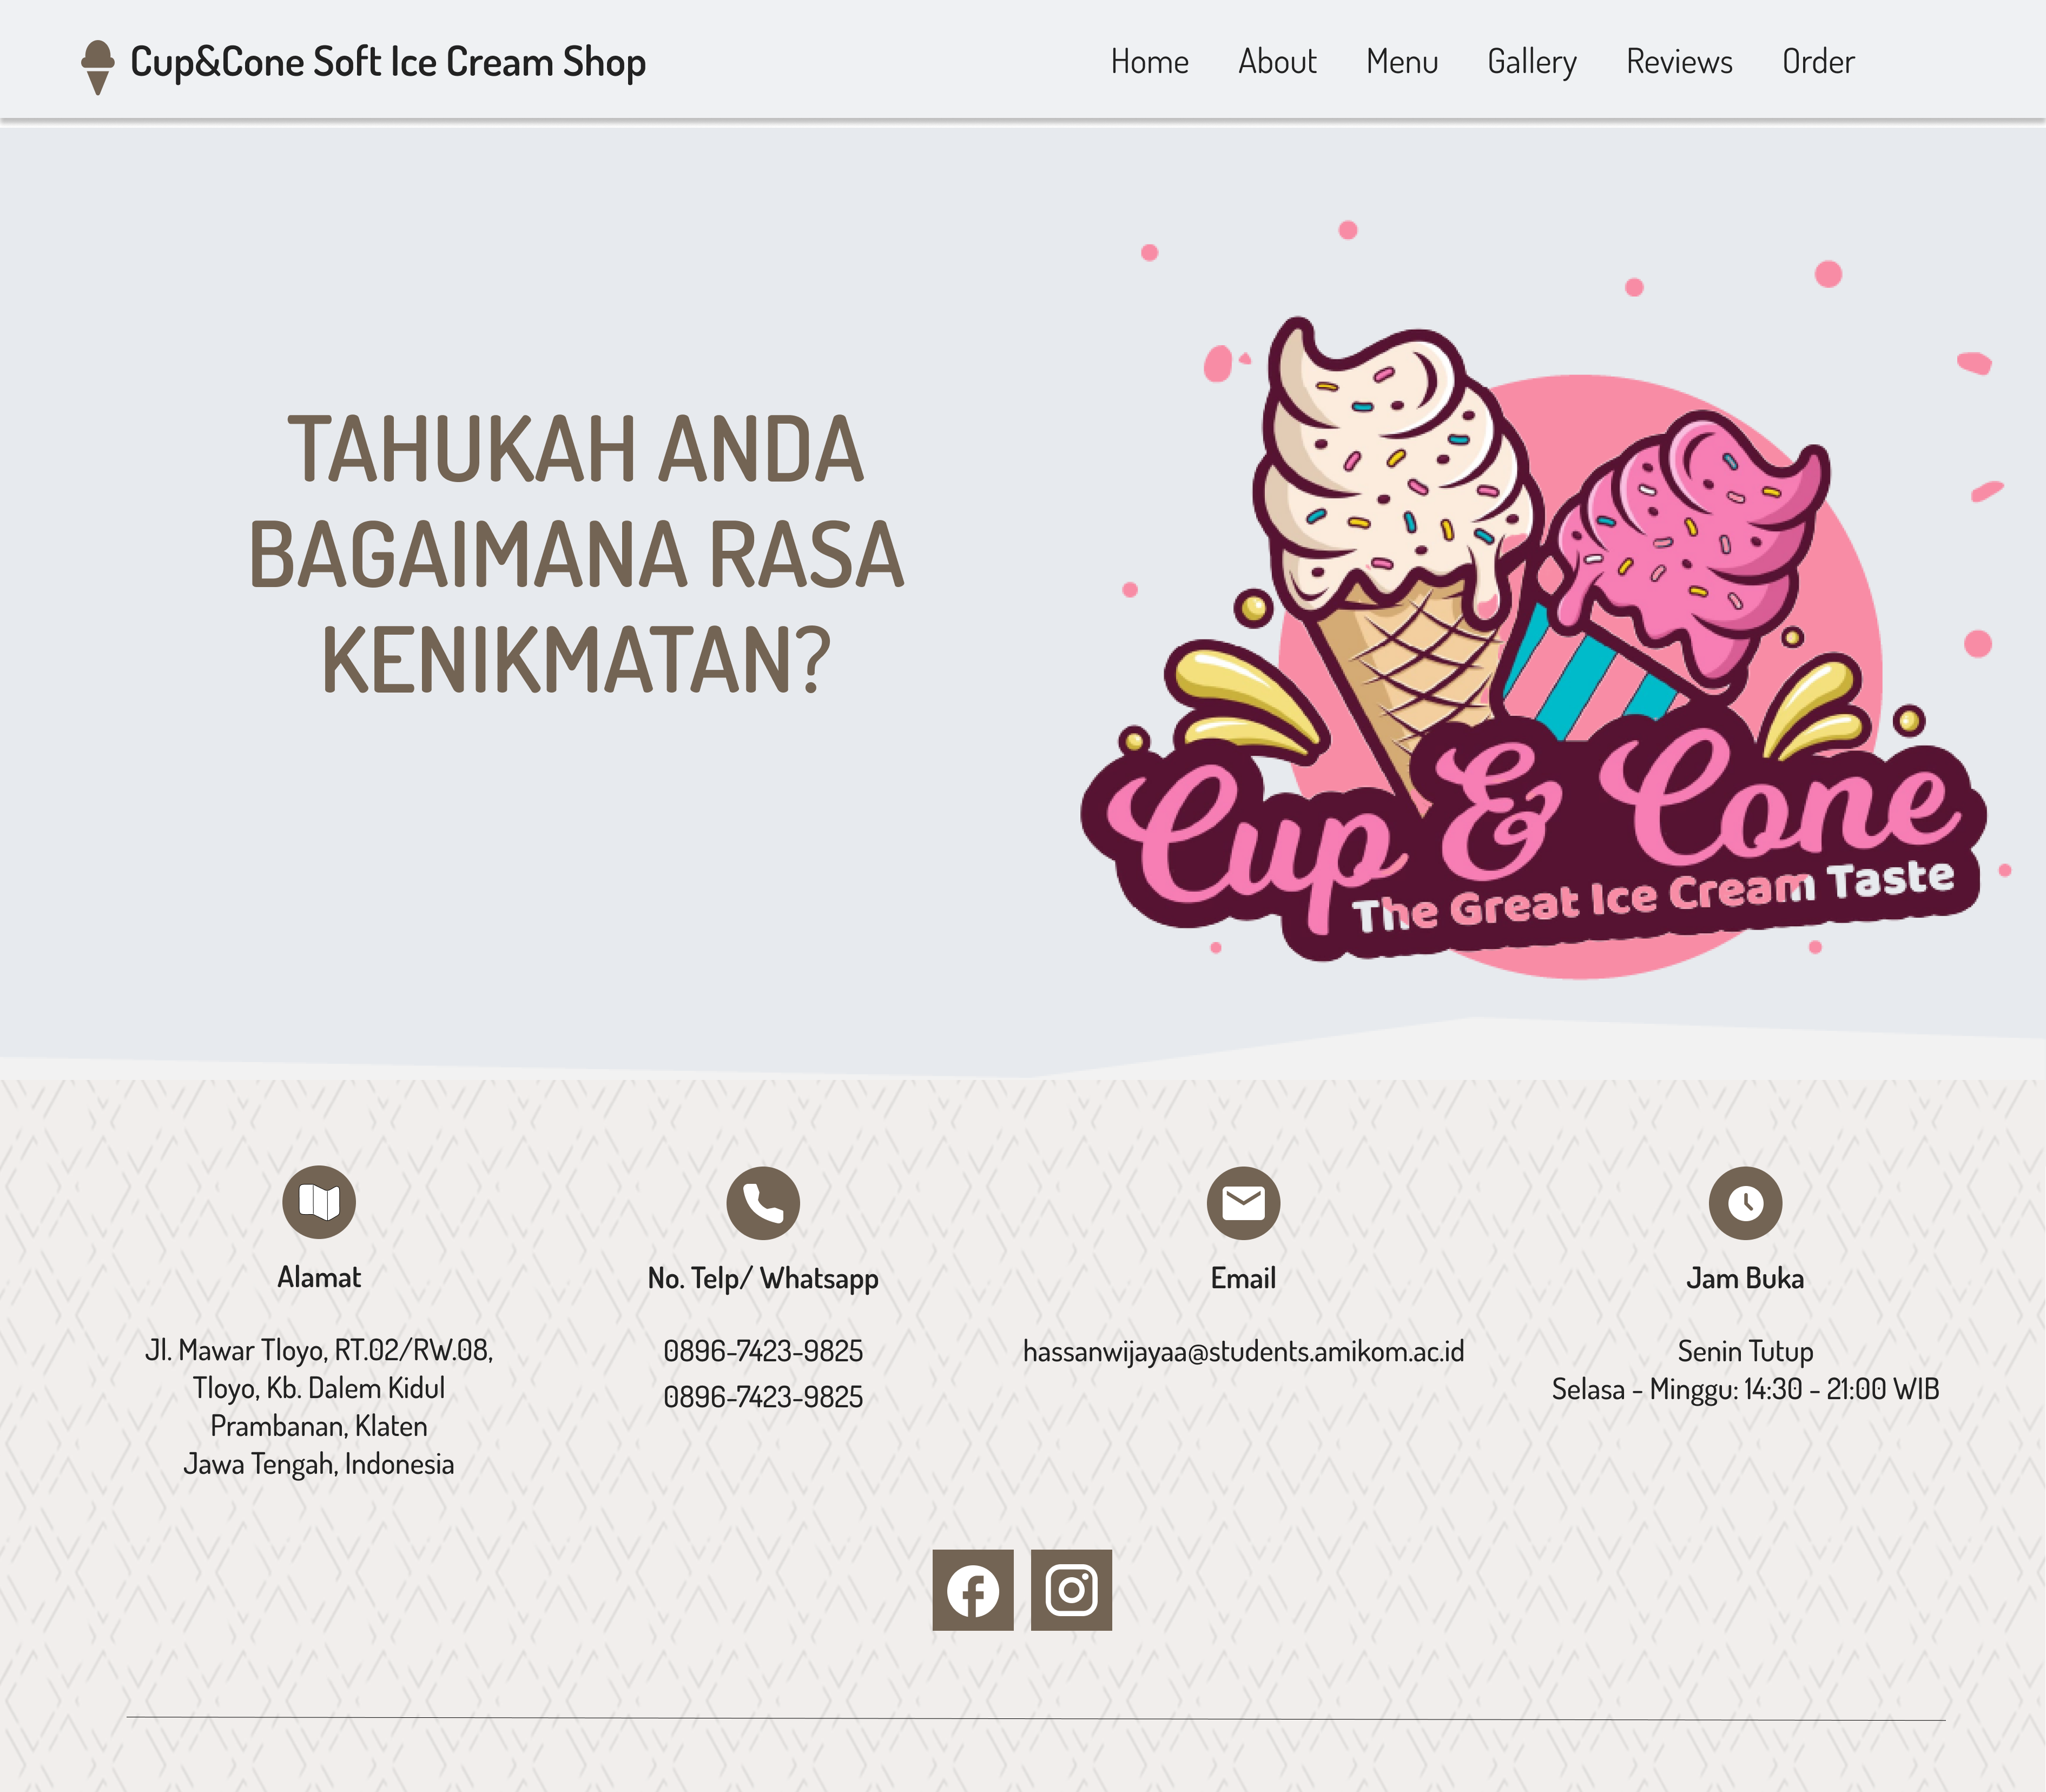 Cup&Cone Soft Ice Cream Shop
Home About Menu Gallery Reviews Order
TAHUKAH ANDA
BAGAIMANA RASA
KENIKMATAN?
Cup & Cone
The Great Ice Cream Taste
Alamat
Jl. Mawar Tloyo, RT.02/RW.08,
Tloyo, Kb. Dalem Kidul
Prambanan, Klaten
Jawa Tengah, Indonesia
No. Telp/ Whatsapp
0896-7423-9825
0896-7423-9825
Email
hassanwijayaa@students.amikom.ac.id
Jam Buka
Senin Tutup
Selasa - Minggu: 14:30 - 21:00 WIB